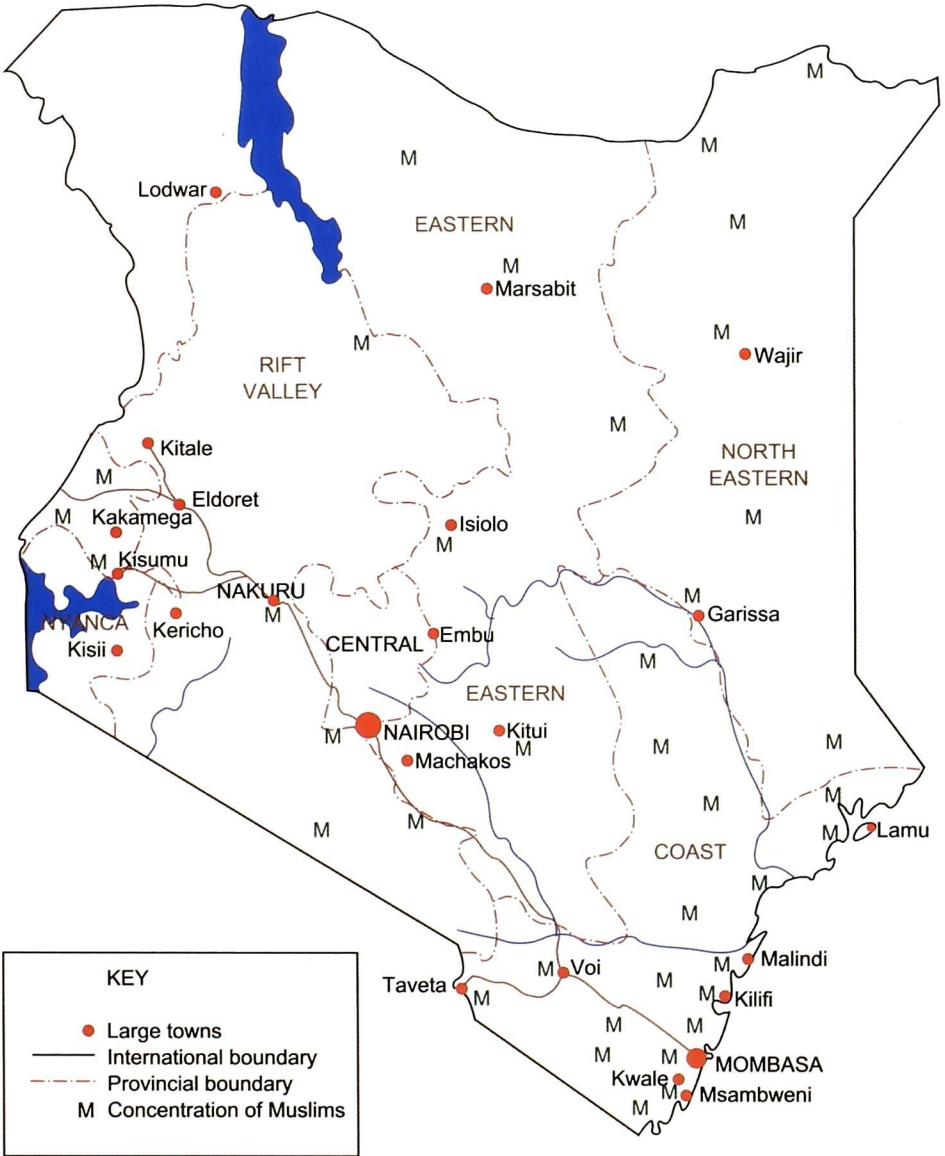 M
M
M
Lodwar
EASTERN
M
M
Marsabit
M
M
Wajir
RIFT
VALLEY
M
Kitale
NORTH
EASTERN
M
Eldoret
M
Kakamega
M
Isiolo
M
M
Kisumu
NAKURU
M
M
Garissa
NYANCA
Kericho
Kisii
CENTRAL
Embu
M
EASTERN
NAIROBI
M
Kitui
M
M
M
Machakos
M
M
M
M
M
Lamu
COAST
M
M
Malindi
M
Voi
M
M
Taveta
M
M
Kilifi
M
M
M
M
MOMBASA
Kwale
M
Msambweni
M
KEY
Large towns
International boundary
Provincial boundary
M Concentration of Muslims